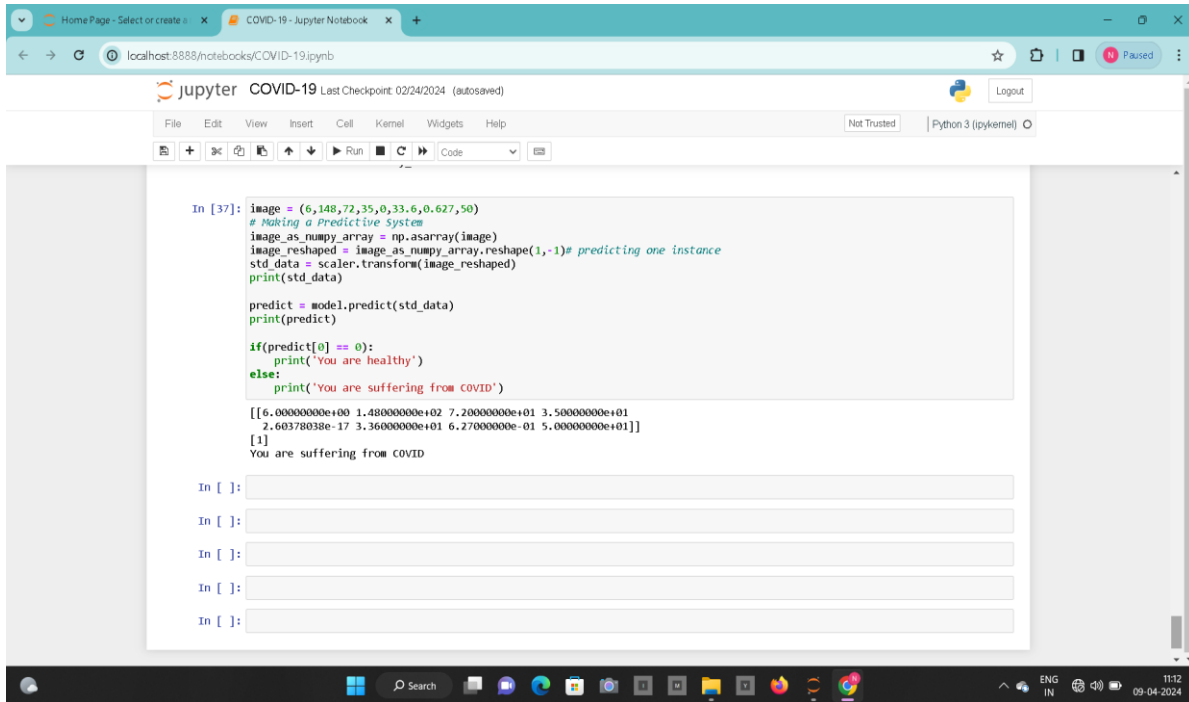 Home Page - Select or create a
COVID-19 - Jupyter Notebook
localhost:8888/notebooks/COVID-19.ipynb
N Paused
jupyter COVID-19 Last Checkpoint: 02/24/2024 (autosaved)
Logout
File Edit View Insert Cell Kernel Widgets Help
Not Trusted
Python 3 (ipykernel)
Run
Code
In [37]: image = (6,148,72,35,0,33.6,0.627,50)
# Making a Predictive System
image_as_numpy_array = np.asarray(image)
image_reshaped = image_as_numpy_array.reshape(1,-1)# predicting one instance
std_data = scaler.transform(image_reshaped)
print(std_data)
predict = model.predict(std_data)
print(predict)
if(predict[0] == 0):
print('You are healthy')
else:
print('You are suffering from COVID')
[[6.00000000e+00 1.48000000e+02 7.20000000e+01 3.50000000e+01
2.60378038e-17 3.36000000e+01 6.27000000e-01 5.00000000e+01]]
[1]
You are suffering from COVID
In [ ]:
In [ ]:
In [ ]:
In [ ]:
In [ ]:
Search
ENG
IN
11:12
09-04-2024